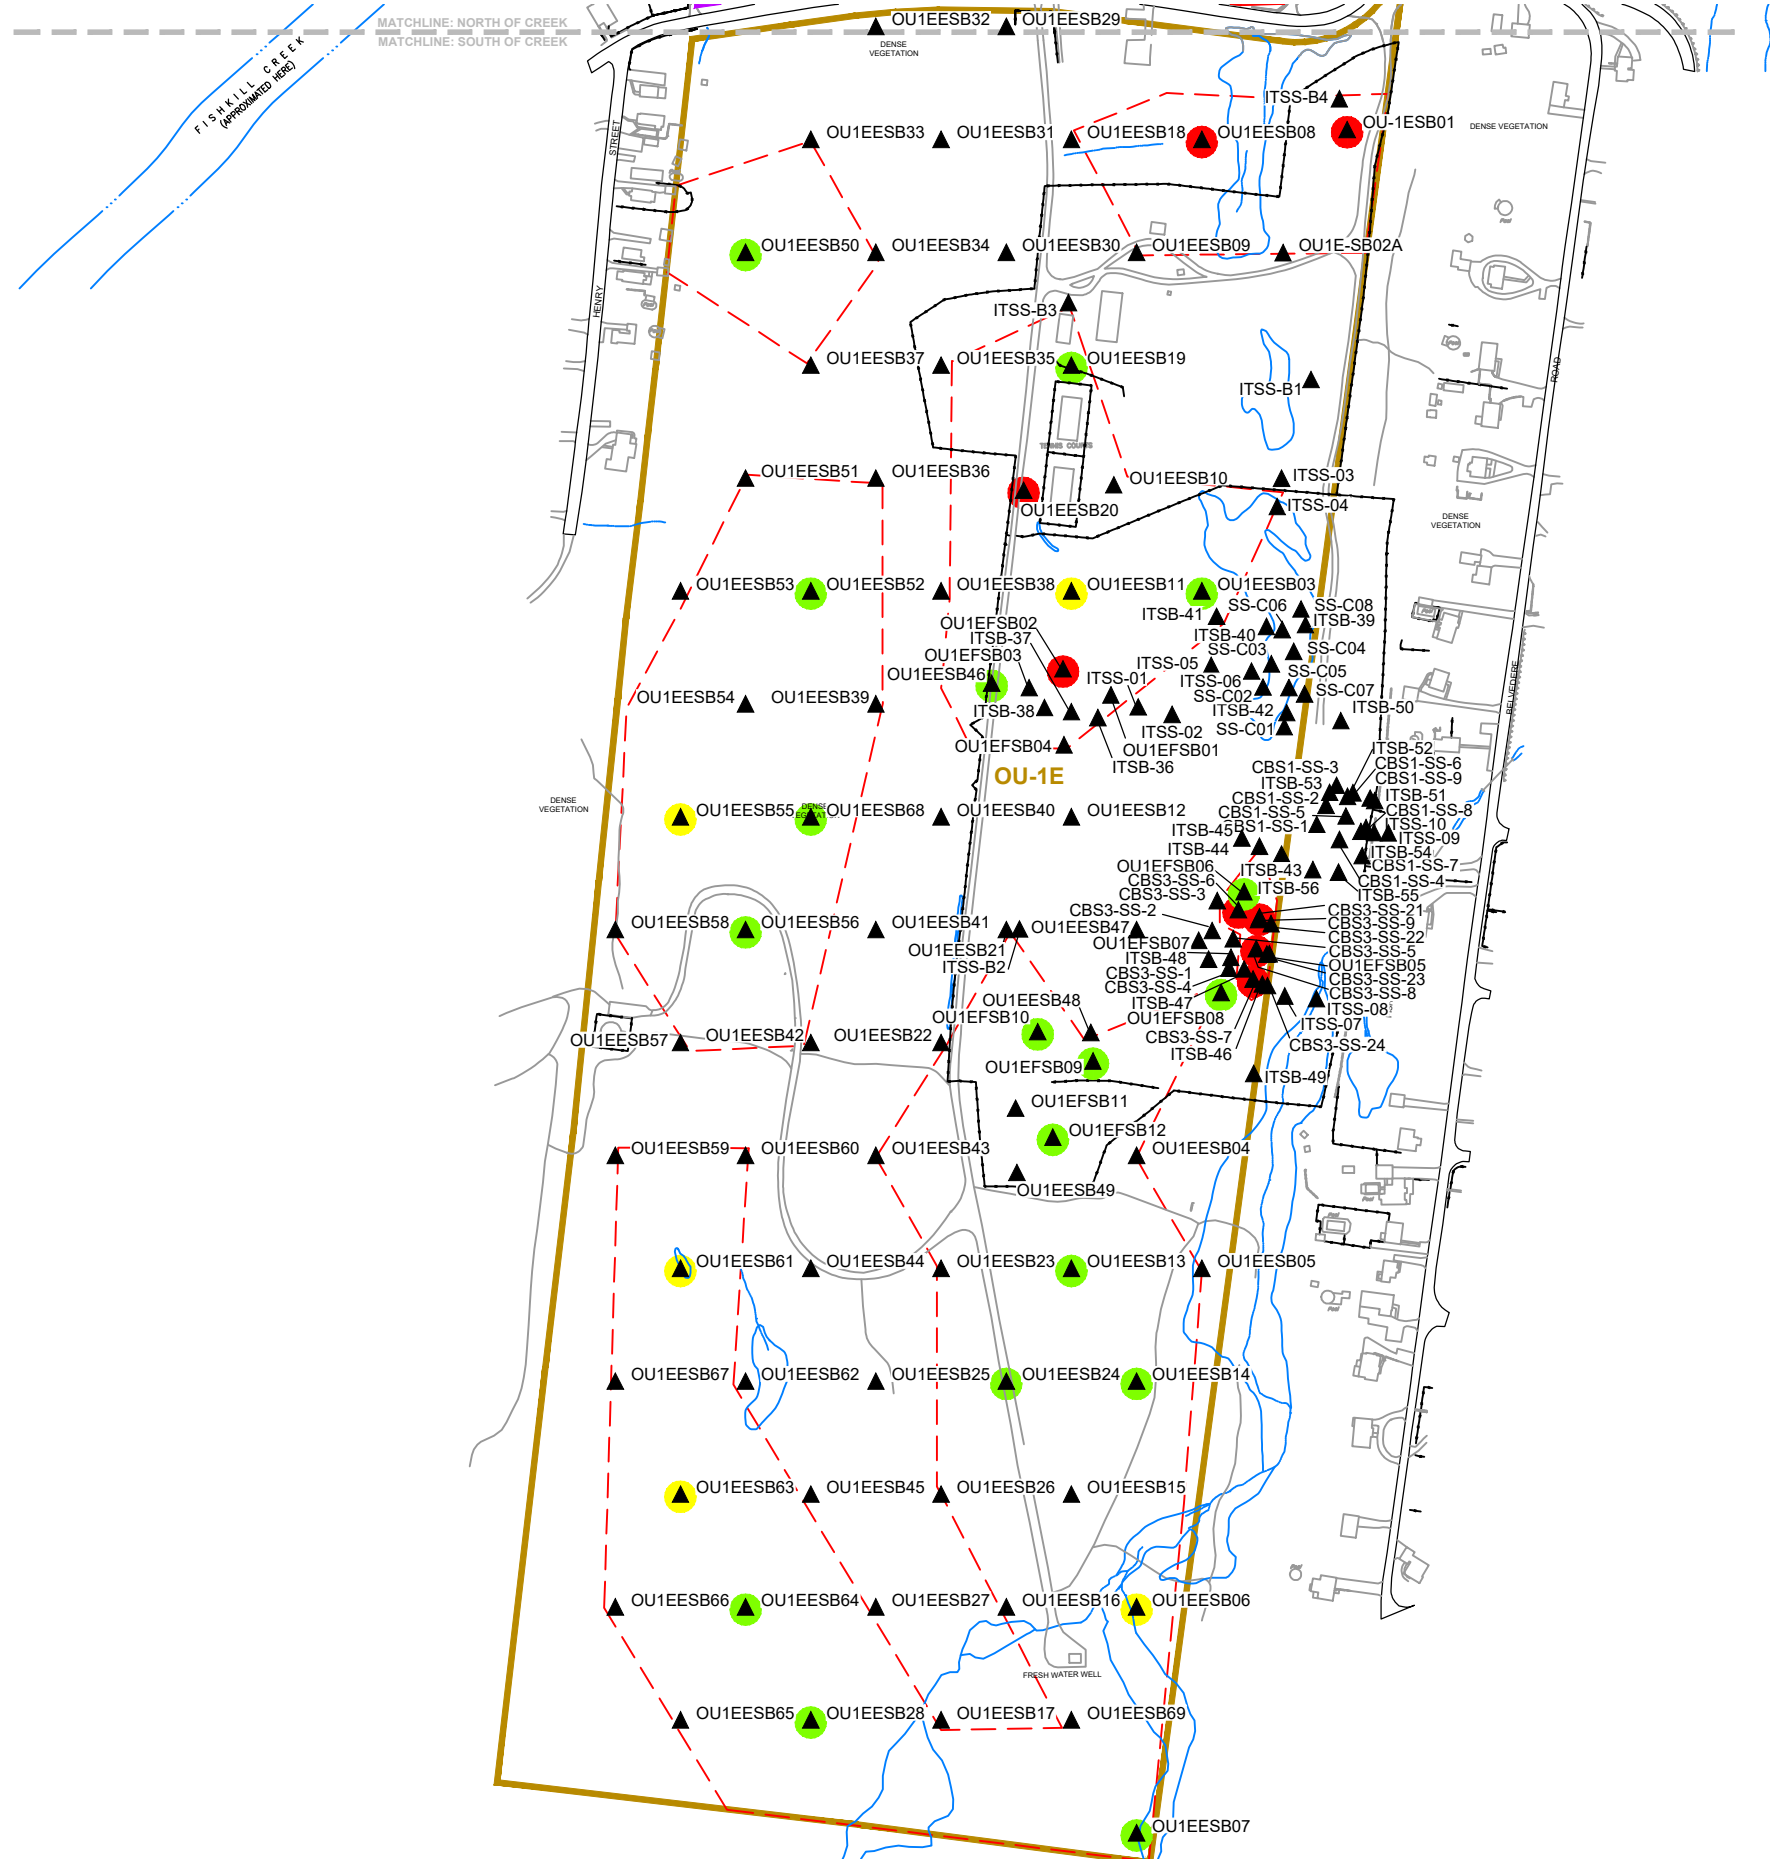 MATCHLINE: NORTH OF CREEK
MATCHLINE: SOUTH OF CREEK
FISHKILL CREEK
(APPROXIMATED HERE)
OU1EESB32
OU1EESB29
DENSE
VEGETATION
STREET
HENRY
ITSS-B4
OU-1ESB01
DENSE VEGETATION
OU1EESB33
OU1EESB31
OU1EESB18
OU1EESB08
OU1EESB50
OU1EESB34
OU1EESB30
OU1EESB09
OU1E-SB02A
ITSS-B3
OU1EESB37
OU1EESB35
OU1EESB19
ITSS-B1
ROAD
TENNIS COURTS
OU1EESB51
OU1EESB36
OU1EESB10
ITSS-03
OU1EESB20
ITSS-04
DENSE
VEGETATION
OU1EESB53
OU1EESB52
OU1EESB38
OU1EESB11
OU1EESB03
SS-C06
SS-C08
ITSB-41
ITSB-39
OU1EFSB02
ITSB-40
ITSB-37
SS-C03
SS-C04
OU1EFSB03
ITSS-05
SS-C05
OU1EESB46
ITSS-01
ITSS-06
SS-C02
SS-C07
OU1EESB54
OU1EESB39
ITSB-38
ITSB-42
ITSB-50
ITSS-02
SS-C01
OU1EFSB04
OU1EFSB01
ITSB-36
BELVEDERE
OU-1E
ITSB-52
CBS1-SS-3
CBS1-SS-6
ITSB-53
CBS1-SS-9
CBS1-SS-2
ITSB-51
CBS1-SS-5
CBS1-SS-8
CBS1-SS-1
ITSS-10
ITSS-09
DENSE
VEGETATION
OU1EESB55
DENSE
OU1EESB68
OU1EESB40
OU1EESB12
ITSB-45
ITSB-44
ITSB-54
CBS1-SS-7
OU1EFSB06
ITSB-43
CBS1-SS-4
CBS3-SS-6
ITSB-56
ITSB-55
CBS3-SS-3
CBS3-SS-2
CBS3-SS-21
CBS3-SS-9
CBS3-SS-22
CBS3-SS-5
OU1EFSB05
CBS3-SS-23
CBS3-SS-8
ITSS-08
ITSS-07
CBS3-SS-24
OU1EESB58
OU1EESB56
OU1EESB41
OU1EESB47
OU1EESB21
OU1EFSB07
ITSS-B2
ITSB-48
CBS3-SS-1
CBS3-SS-4
ITSB-47
OU1EESB48
OU1EFSB10
OU1EFSB08
CBS3-SS-7
ITSB-46
OU1EESB57
OU1EESB42
OU1EESB22
OU1EFSB09
ITSB-49
OU1EFSB11
OU1EFSB12
OU1EESB59
OU1EESB60
OU1EESB43
OU1EESB04
OU1EESB49
OU1EESB61
OU1EESB44
OU1EESB23
OU1EESB13
OU1EESB05
OU1EESB67
OU1EESB62
OU1EESB25
OU1EESB24
OU1EESB14
OU1EESB63
OU1EESB45
OU1EESB26
OU1EESB15
OU1EESB66
OU1EESB64
OU1EESB27
OU1EESB16
OU1EESB06
FRESH WATER WELL
OU1EESB65
OU1EESB28
OU1EESB17
OU1EESB69
OU1EESB07